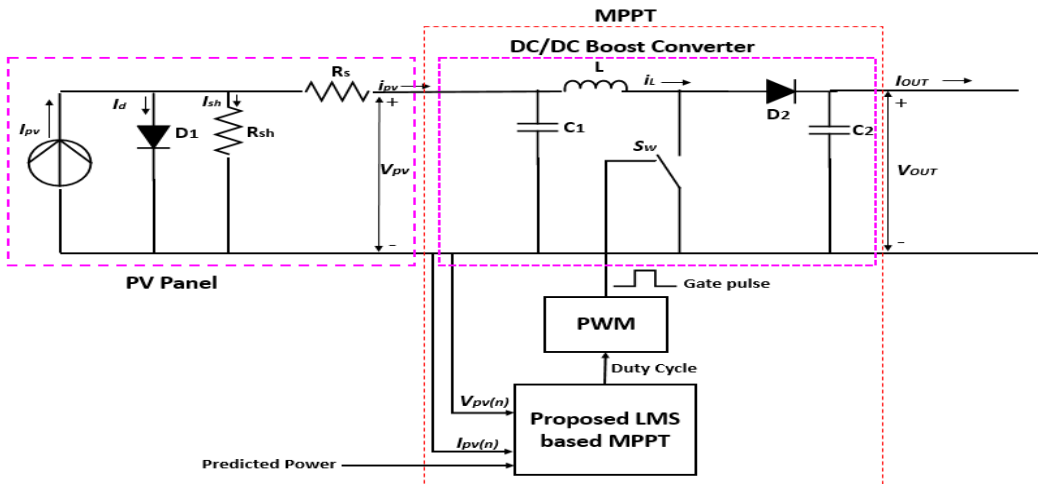 MPPT
DC/DC Boost Converter
Rs
ipv
L
iL
IOUT
Id
Ish
+
+
Ipv
D1
Rsh
C1
D2
C2
Sw
Vpv
VOUT
-
-
PV Panel
Gate pulse
PWM
Duty Cycle
Vpv(n)
Proposed LMS
based MPPT
Ipv(n)
Predicted Power